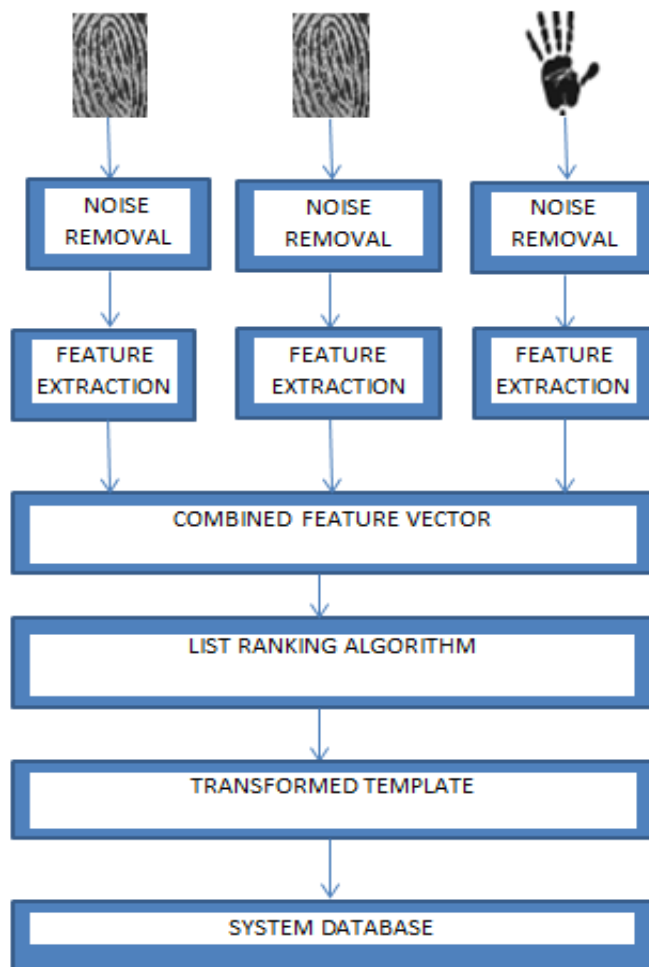 NOISE
REMOVAL
NOISE
REMOVAL
NOISE
REMOVAL
FEATURE
EXTRACTION
FEATURE
EXTRACTION
FEATURE
EXTRACTION
COMBINED FEATURE VECTOR
LIST RANKING ALGORITHM
TRANSFORMED TEMPLATE
SYSTEM DATABASE